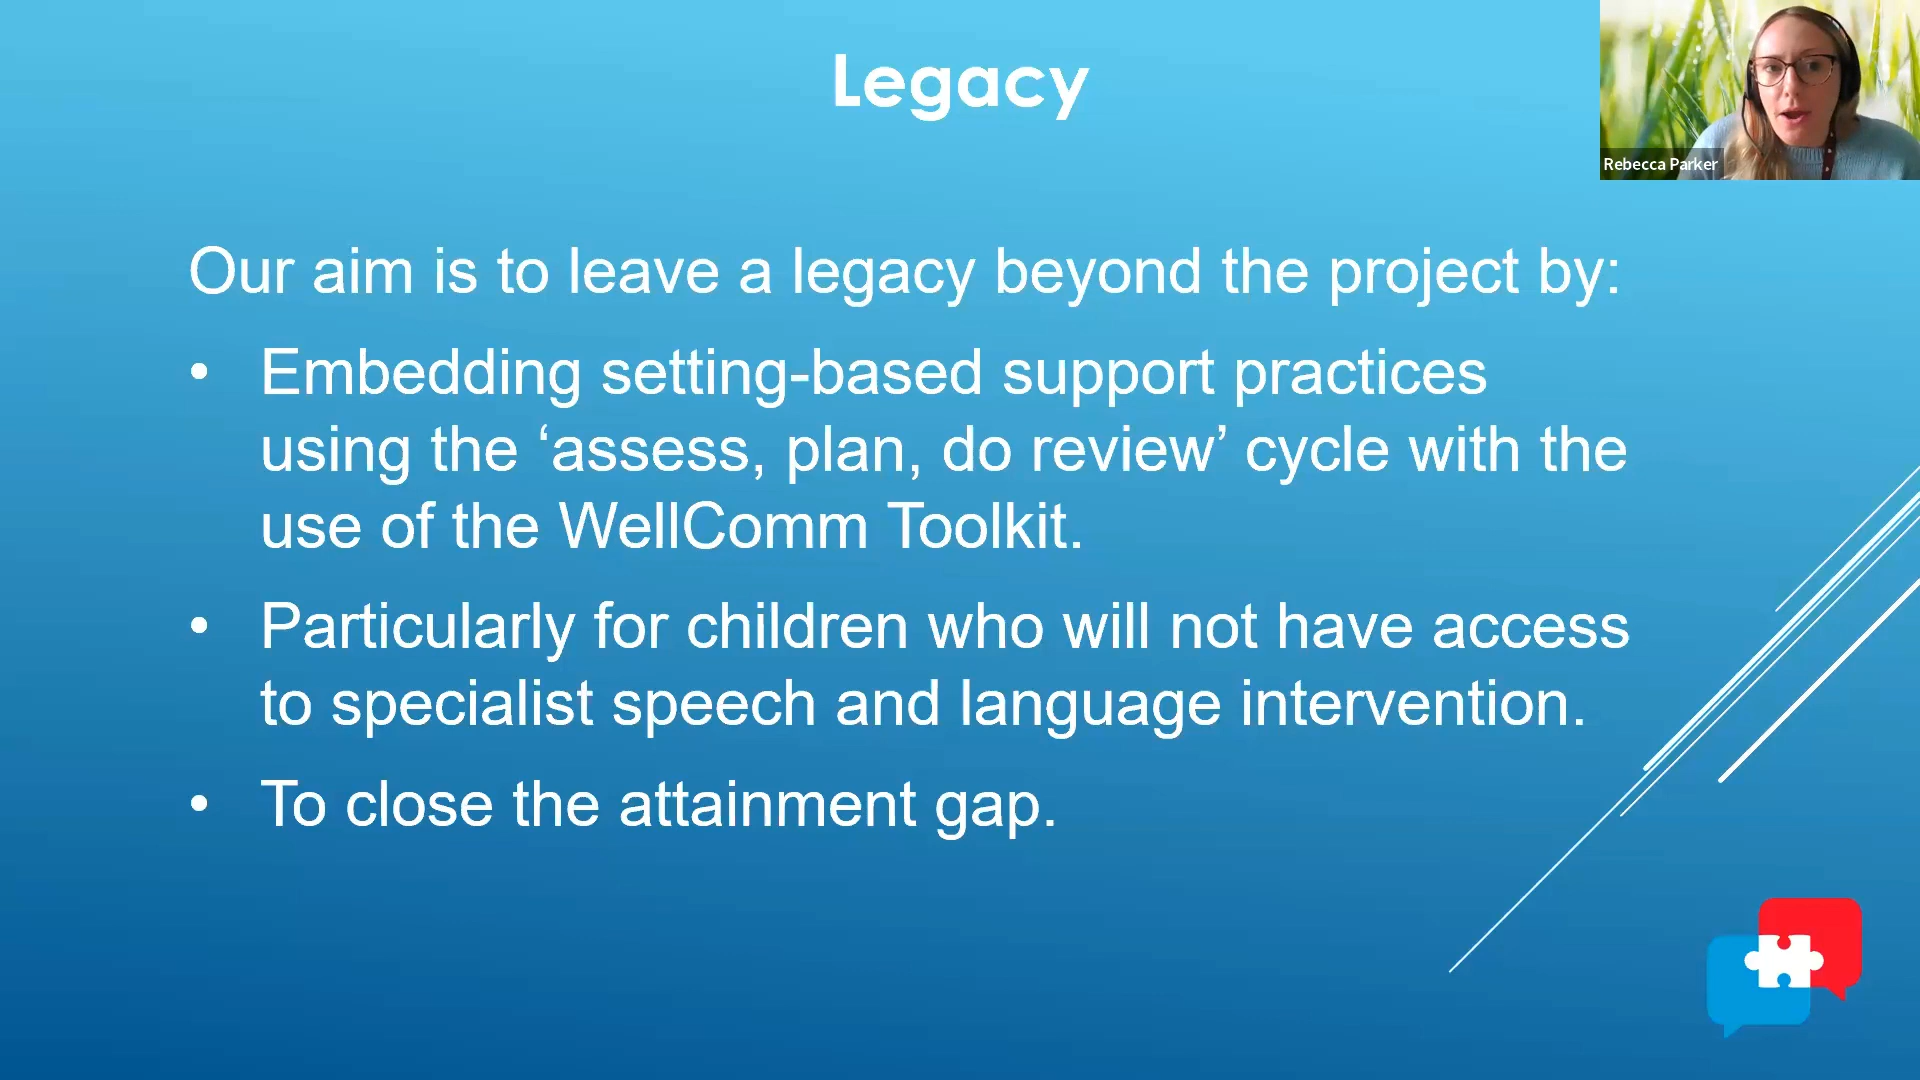 Legacy
Rebecca Parker
Our aim is to leave a legacy beyond the project by:
• Embedding setting-based support practices
using the ‘assess, plan, do review’ cycle with the
use of the WellComm Toolkit.
• Particularly for children who will not have access
to specialist speech and language intervention.
• To close the attainment gap.